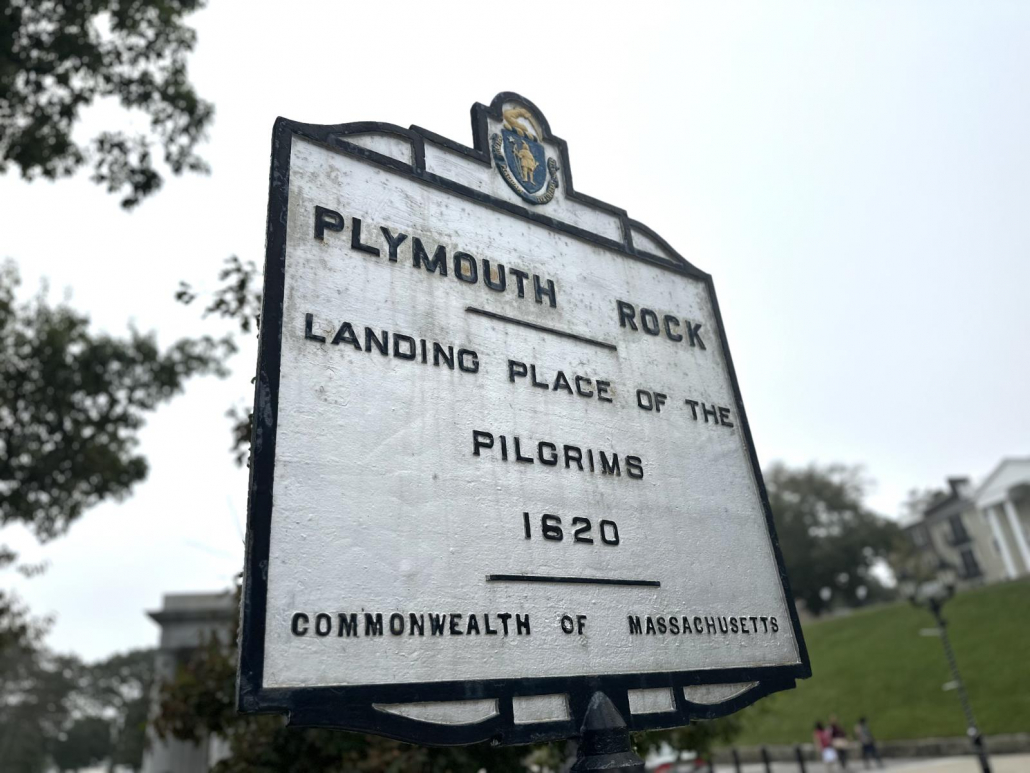 PLYMOUTH ROCK
LANDING PLACE OF THE
PILGRIMS
1620
COMMONWEALTH OF MASSACHUSETTS